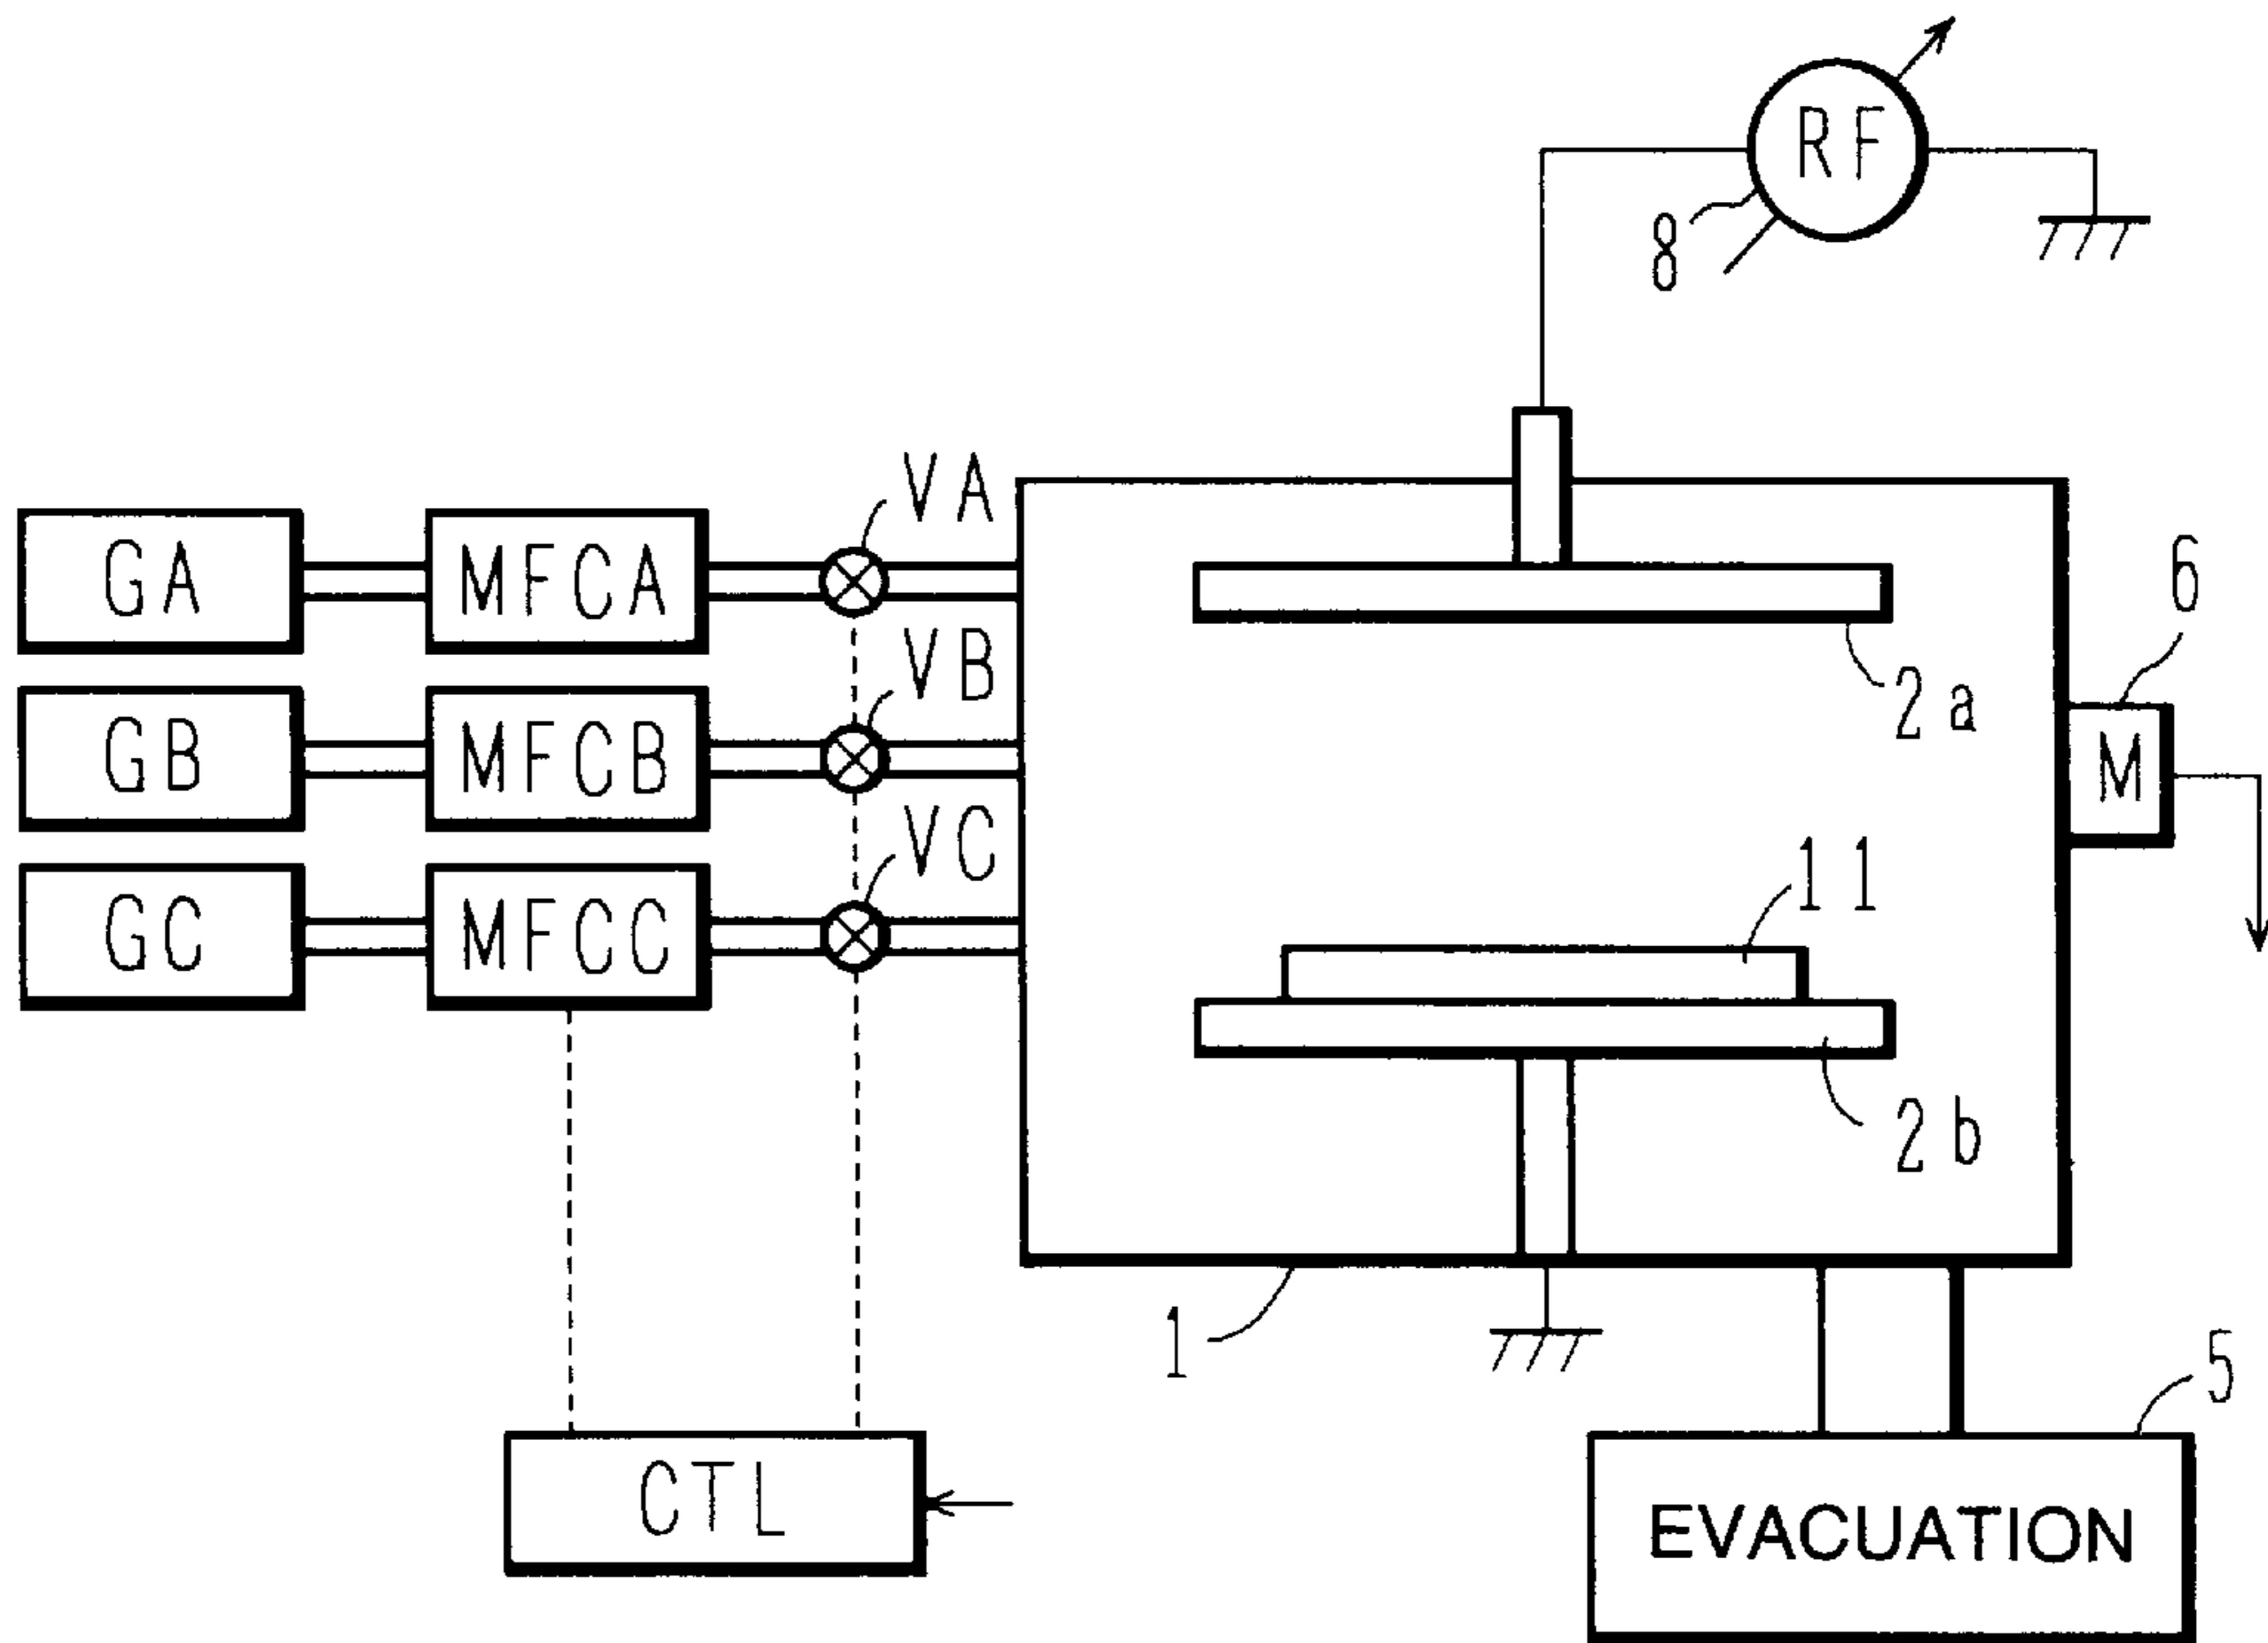 RF
8
VA
GA MFCA
6
VB
2a
GB MFCB
M
VC
11
GC MFCC
2b
1
5
CTL
EVACUATION